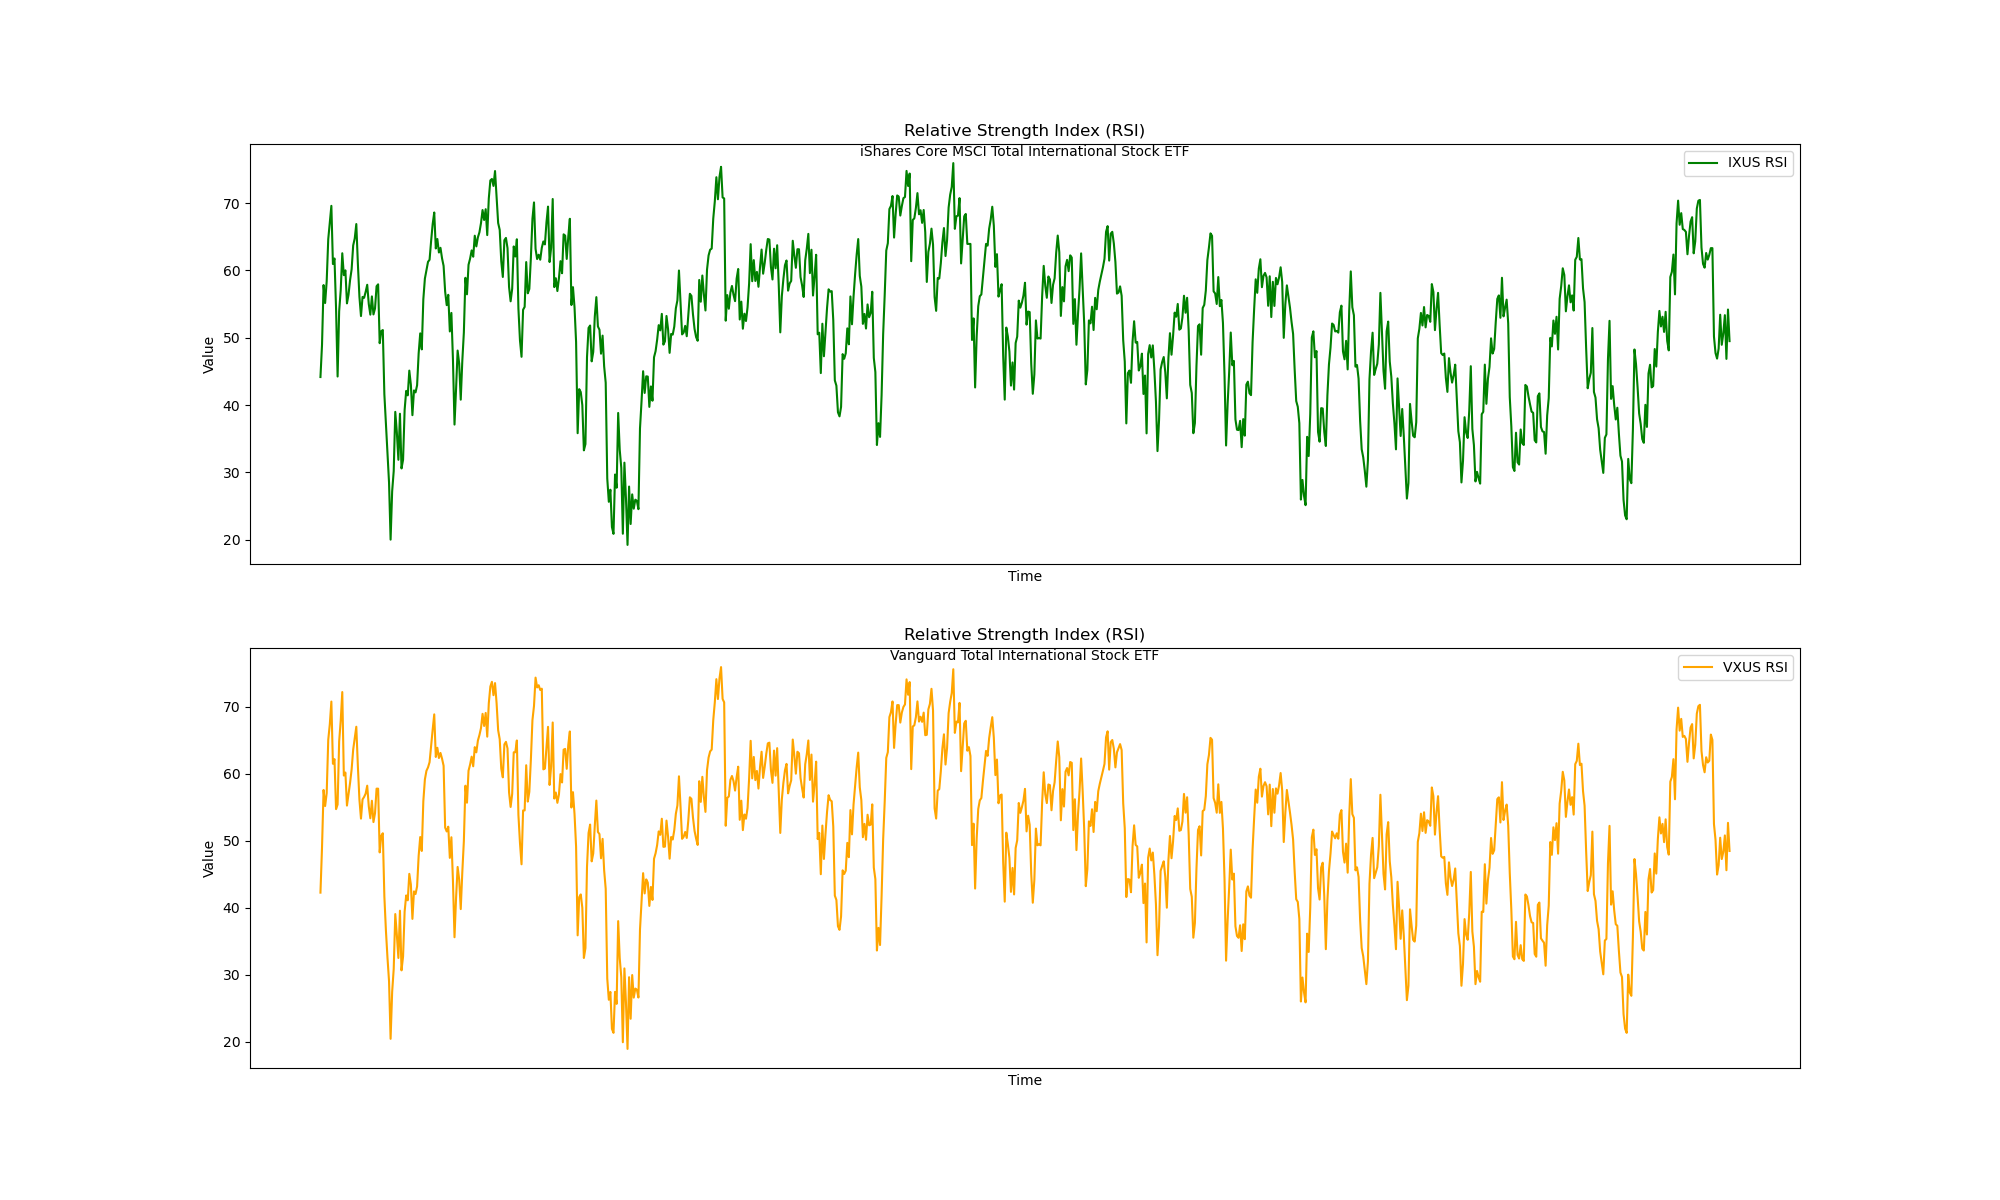 Relative Strength Index (RSI)
iShares Core MSCI Total International Stock ETF
IXUS RSI
70
60
50
40
30
20
Value
Time
Relative Strength Index (RSI)
Vanguard Total International Stock ETF
VXUS RSI
70
60
50
40
30
20
Value
Time